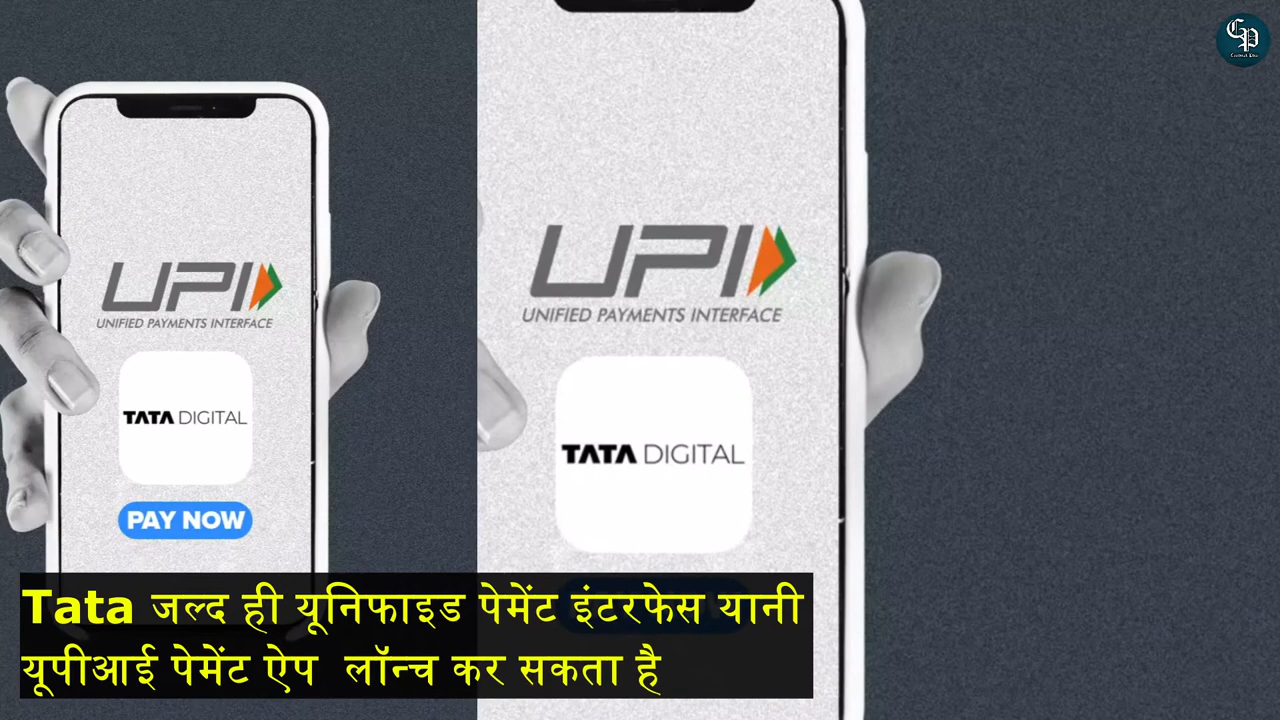 UPI
UNIFIED PAYMENTS INTERFACE
TATA DIGITAL
PAY NOW
UPI
UNIFIED PAYMENTS INTERFACE
TATA DIGITAL
Tata जल्द ही यूनिफाइड पेमेंट इंटरफेस यानी
यूपीआई पेमेंट ऐप लॉन्च कर सकता है
CP